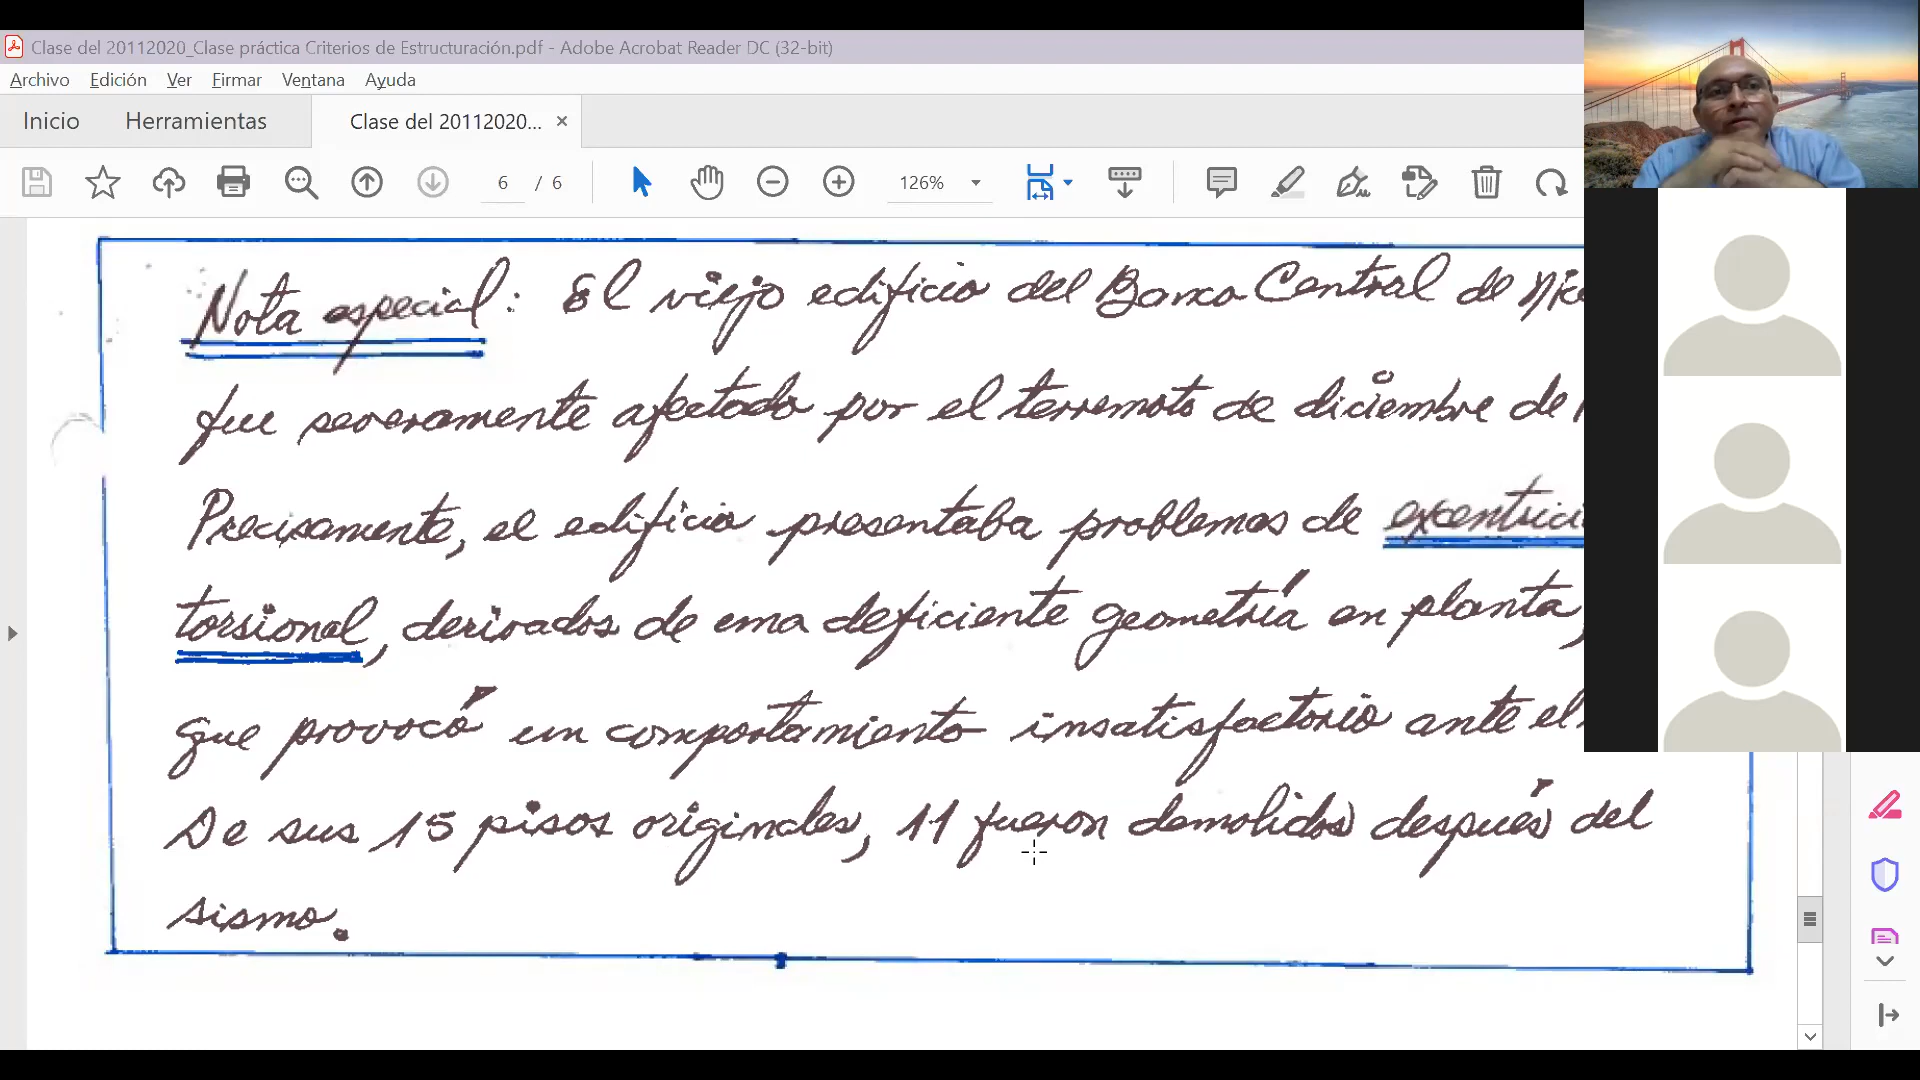 Clase del 20112020_Clase práctica Criterios de Estructuración.pdf - Adobe Acrobat Reader DC (32-bit)
Archivo Edición Ver Firmar Ventana Ayuda
Inicio Herramientas Clase del 20112020... ×
6 / 6 126%
Nota especial: El viejo edificio del Banco Central de
fue severamente afectado por el terremoto de diciembre de
Precisamente, el edificio presentaba problemas de
torsional, derivados de una deficiente geometría en planta,
que provocó un comportamiento insatisfactorio ante el
De sus 15 pisos originales, 11 fueron demolidos después del
sismo.